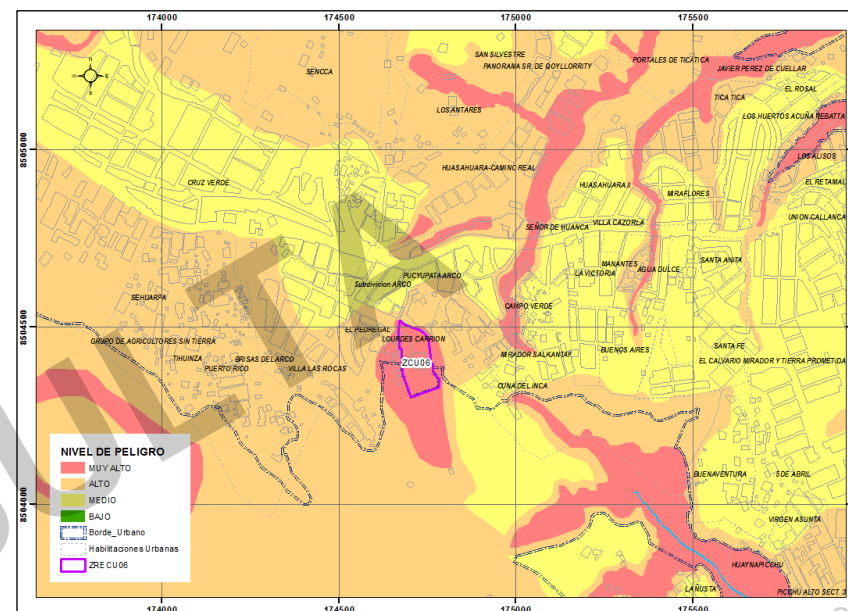 174000 174500 175000 175500
N
W E
S
SAN SILVESTRE
PANORAMA SR. DE QOYLLORRITY
PORTALES DE TICATICA
JAVIER PEREZ DE CUELLAR
SENCCA
EL ROSAL
TICA TICA
LOS ANTARES
LOS HUERTOS ACUÑA REBATTA
8505000
LOS ALISOS
HUASAHUARA-CAMINO REAL
CRUZ VERDE
HUASAHUARA II
EL RETAMAL
MIRAFLORES
UNION CALLANCA
SEÑOR DE HUANCA
VILLA CAZORLA
MANANTES
SANTA ANITA
LA VICTORIA
AGUA DULCE
PUCYUPATA ARCO
Subdivision ARCO
SEHUARPA
CAMPO VERDE
8504500
EL PEDREGAL
LOURDES CARRION
GRUPO DE AGRICULTORES SIN TIERRA
SANTA FE
MIRADOR SALKANTAY
BUENOS AIRES
TIHUINZA
BRISAS DEL ARCO
ZCU06
EL CALVARIO MIRADOR Y TIERRA PROMETIDA
PUERTO RICO
VILLA LAS ROCAS
CUNA DEL INCA
NIVEL DE PELIGRO
MUY ALTO
ALTO
MEDIO
BAJO
Borde_Urbano
Habilitaciones Urbanas
ZRECU06
BUENAVENTURA
5 DE ABRIL
8504000
VIRGEN ASUNTA
HUAYNAPICCHU
LA ÑUSTA
PICCHU ALTO SECT. 3
174000 174500 175000 175500